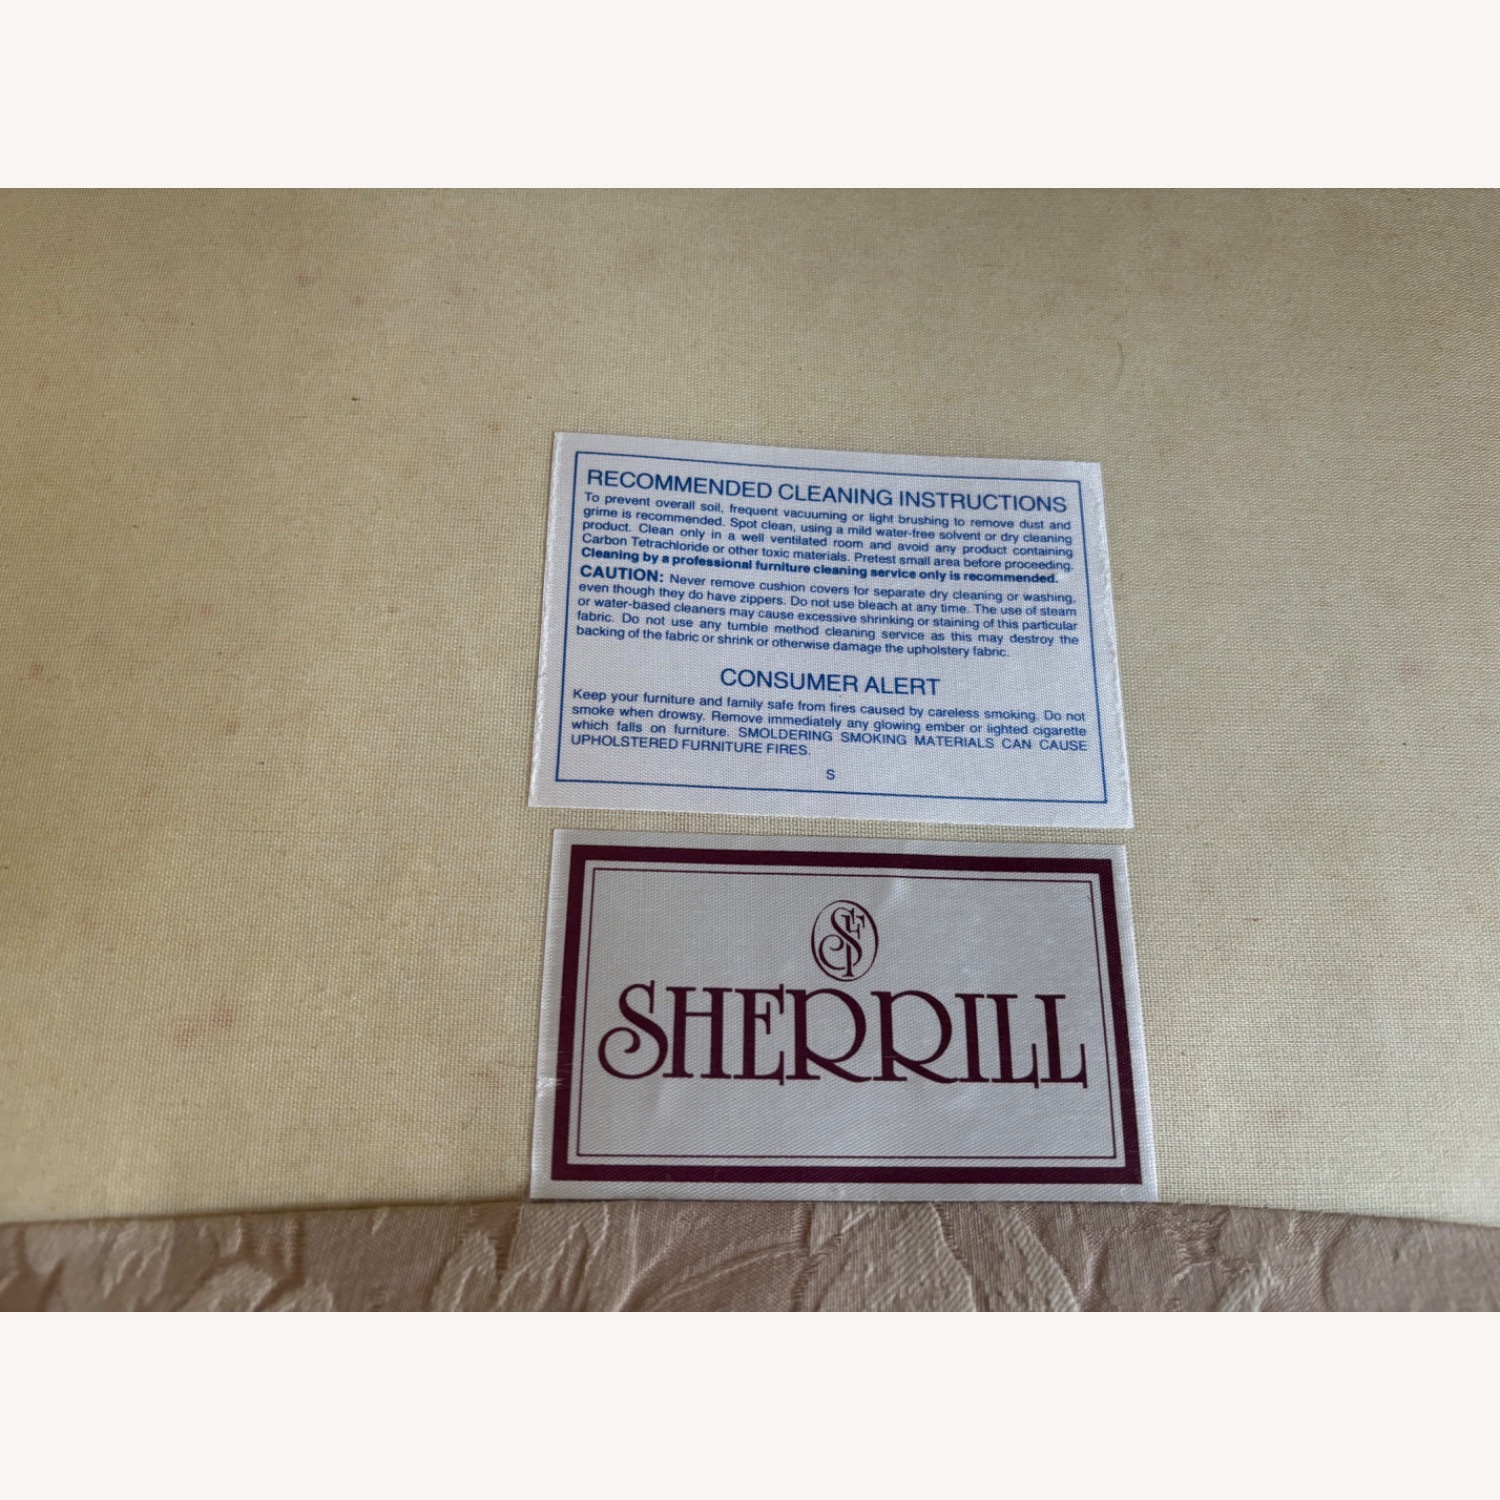 RECOMMENDED CLEANING INSTRUCTIONS
To prevent overall soil, frequent vacuuming or light brushing to remove dust and
grime is recommended. Spot clean, using a mild water-free solvent or dry cleaning
product. Clean only in a well ventilated room and avoid any product containing
Carbon Tetrachloride or other toxic materials. Pretest small area before proceeding.
Cleaning by a professional furniture cleaning service only is recommended.
CAUTION: Never remove cushion covers for separate dry cleaning or washing,
even though they do have zippers. Do not use bleach at any time. The use of steam
or water-based cleaners may cause excessive shrinking or staining of this particular
fabric. Do not use any tumble method cleaning service as this may destroy the
backing of the fabric or shrink or otherwise damage the upholstery fabric.
CONSUMER ALERT
Keep your furniture and family safe from fires caused by careless smoking. Do not
smoke when drowsy. Remove immediately any glowing ember or lighted cigarette
which falls on furniture. SMOLDERING SMOKING MATERIALS CAN CAUSE
UPHOLSTERED FURNITURE FIRES.
S
SF
SHERRILL